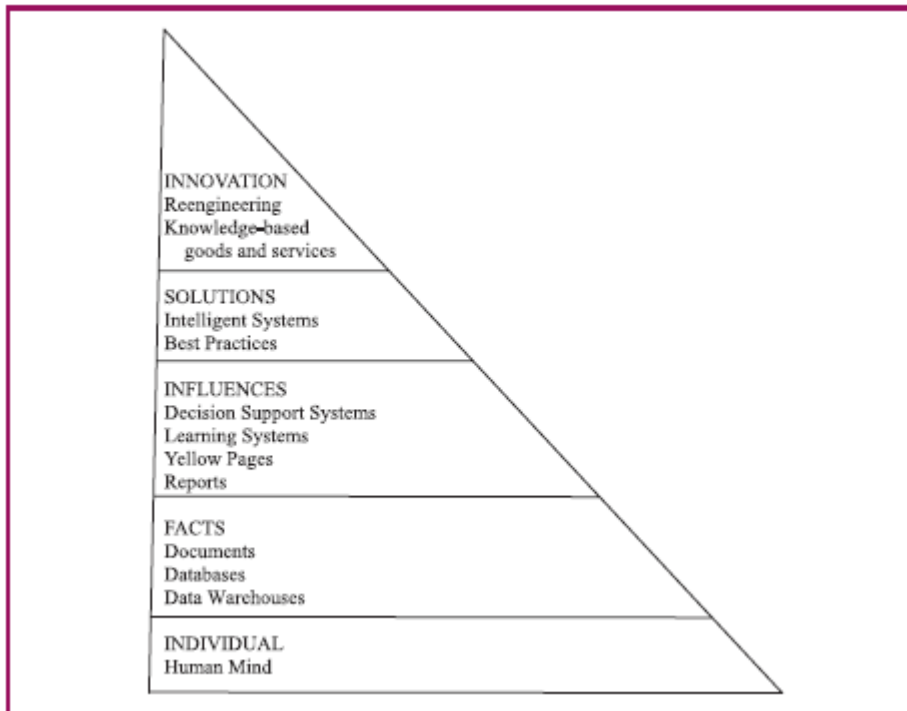 INNOVATION
Reengineering
Knowledge-based
goods and services
SOLUTIONS
Intelligent Systems
Best Practices
INFLUENCES
Decision Support Systems
Learning Systems
Yellow Pages
Reports
FACTS
Documents
Databases
Data Warehouses
INDIVIDUAL
Human Mind